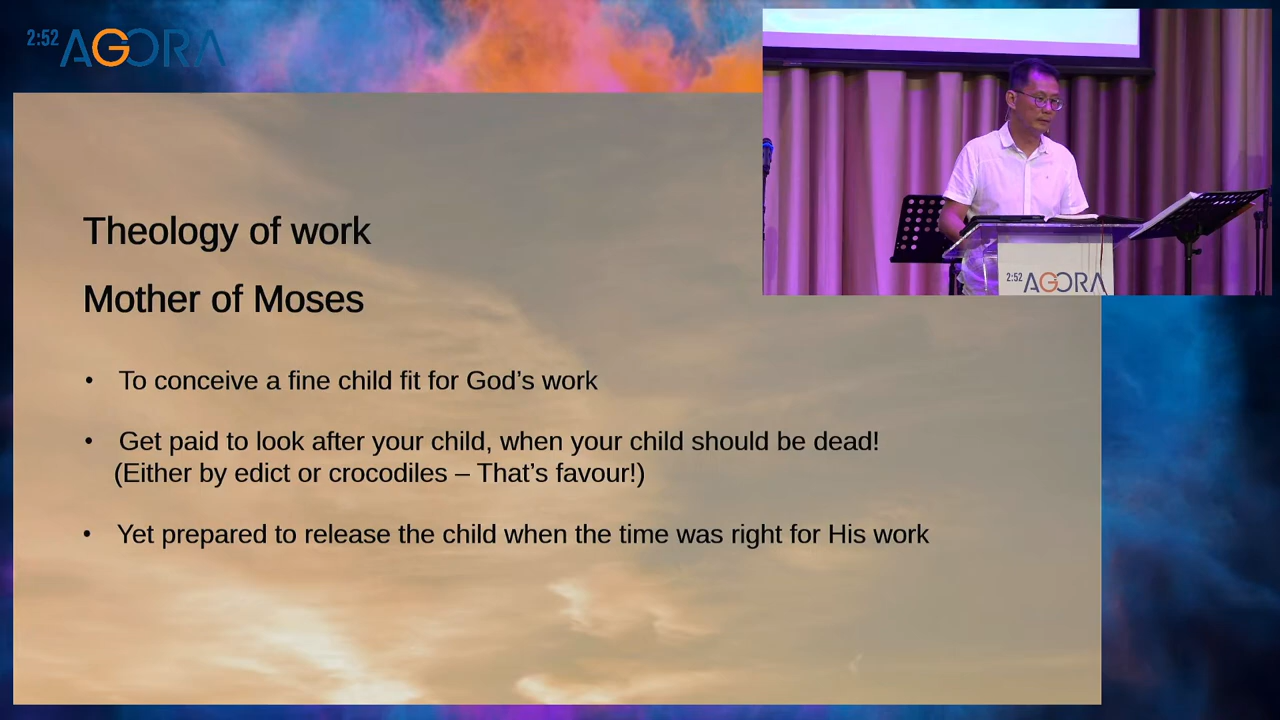 2:52 AGORA
Theology of work
Mother of Moses
• To conceive a fine child fit for God’s work
• Get paid to look after your child, when your child should be dead!
(Either by edict or crocodiles – That’s favour!)
• Yet prepared to release the child when the time was right for His work
2:52 AGORA